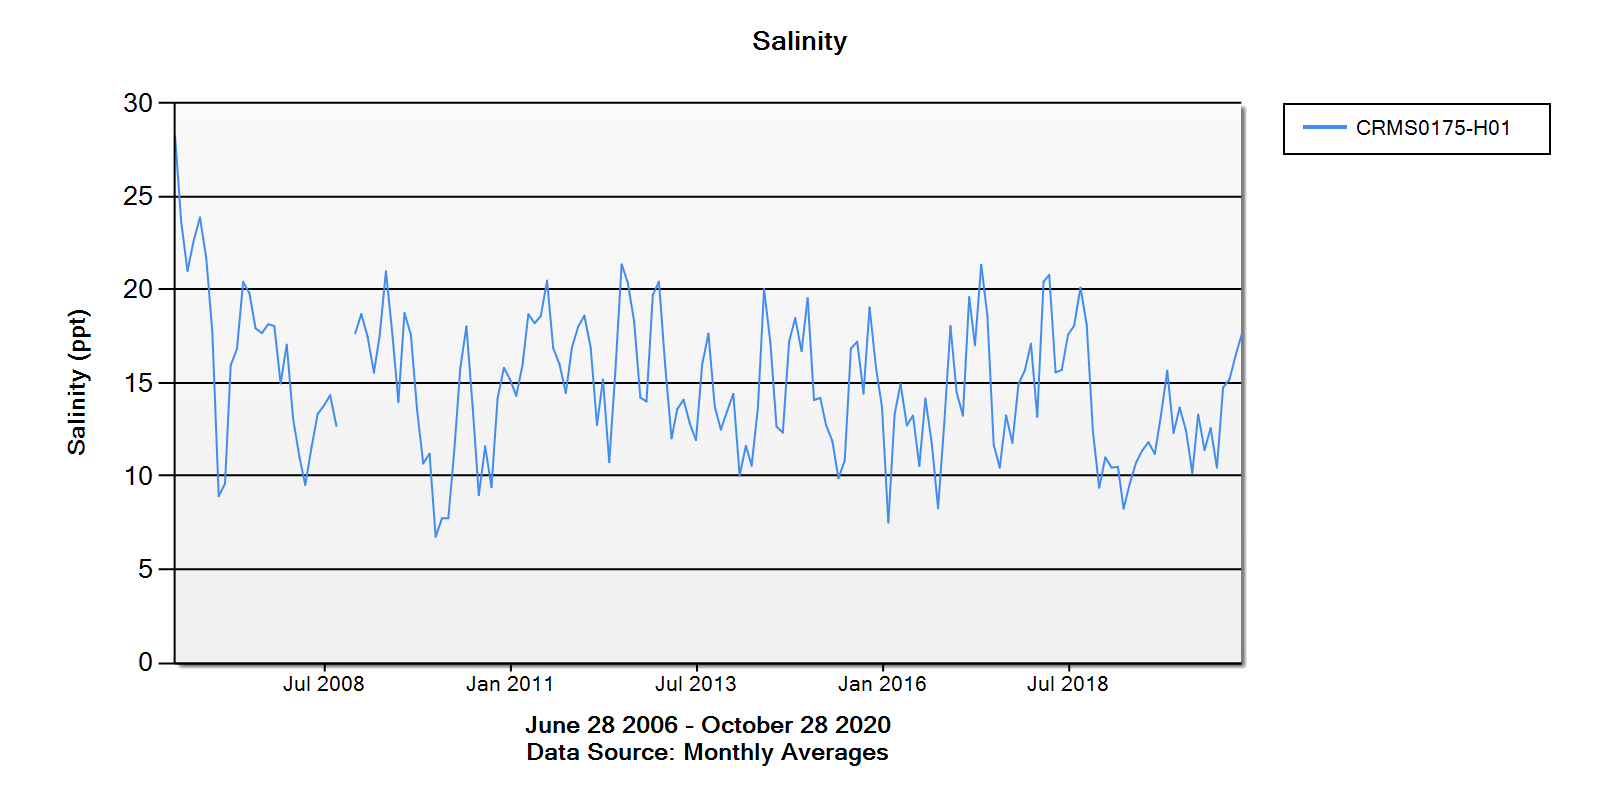 Salinity
CRMS0175-H01
Salinity (ppt)
30
25
20
15
10
5
0
Jul 2008
Jan 2011
Jul 2013
Jan 2016
Jul 2018
June 28 2006 - October 28 2020
Data Source: Monthly Averages